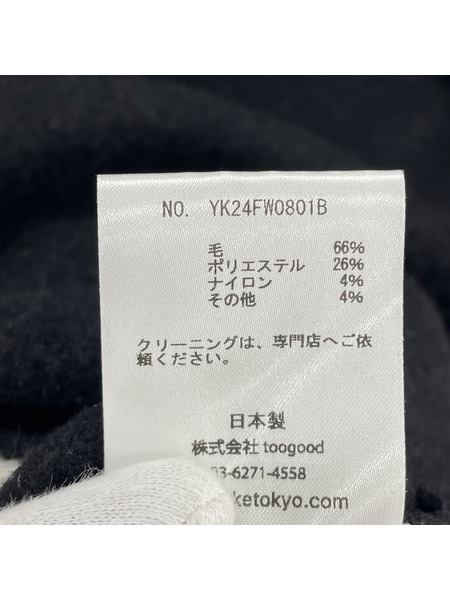 NO. YK24FW0801B
毛 66%
ポリエステル 26%
ナイロン 4%
その他 4%
クリーニングは、専門店へご依
頼ください。
日本製
株式会社 toogood
03-6271-4558
ketokyo.com